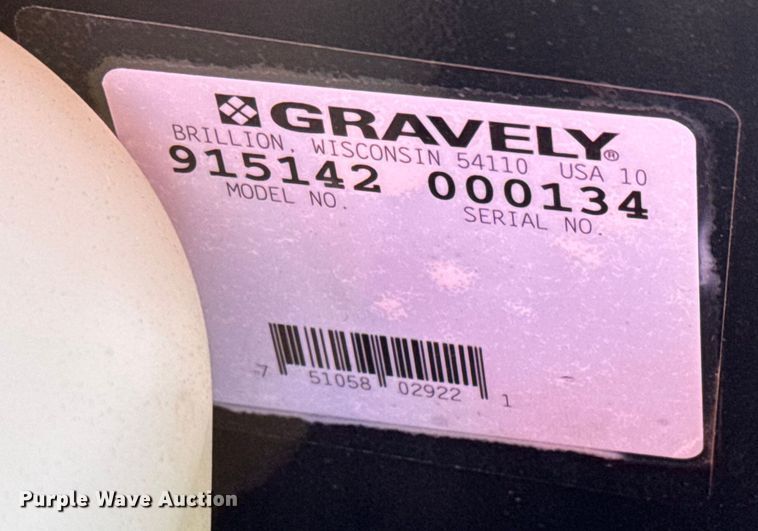 GRAVELY®
BRILLION, WISCONSIN 54110 USA 10
915142 000134
MODEL NO. SERIAL NO.
7 51058 02922 1
Purple Wave Auction